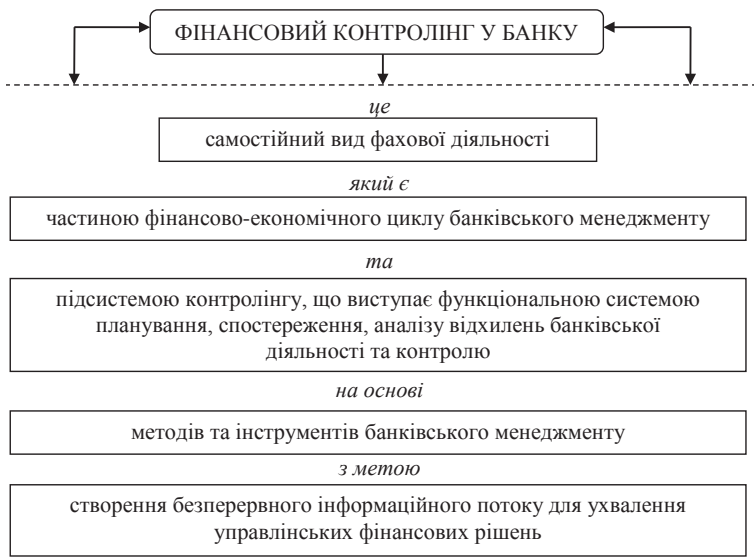 ФІНАНСОВИЙ КОНТРОЛІНГ У БАНКУ
це
самостійний вид фахової діяльності
який є
частиною фінансово-економічного циклу банківського менеджменту
та
підсистемою контролінгу, що виступає функціональною системою
планування, спостереження, аналізу відхилень банківської
діяльності та контролю
на основі
методів та інструментів банківського менеджменту
з метою
створення безперервного інформаційного потоку для ухвалення
управлінських фінансових рішень